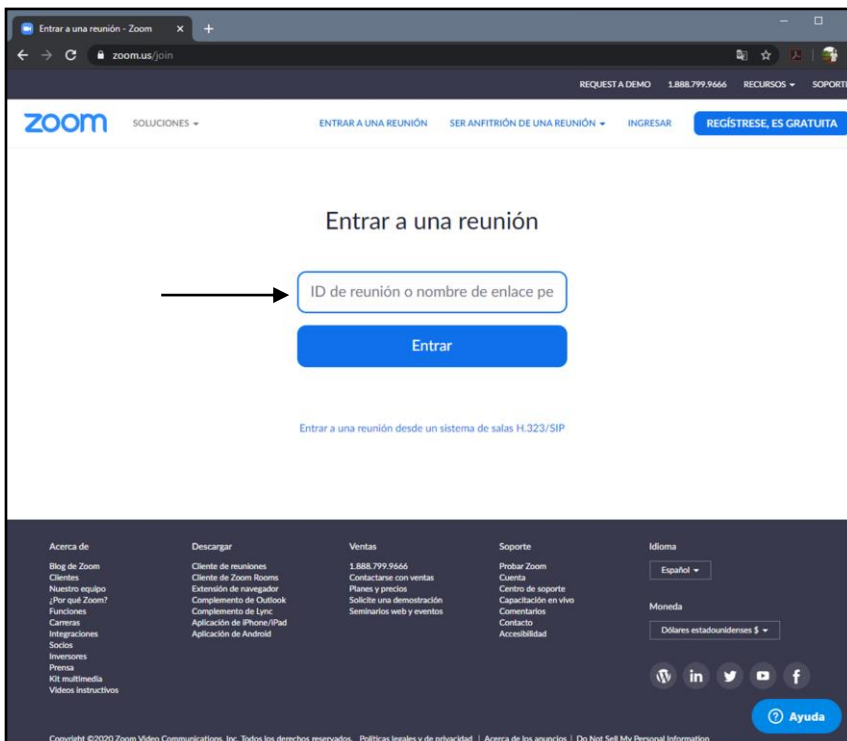 Entrar a una reunión - Zoom
zoom.us/join
REQUEST A DEMO 1.888.799.9666 RECURSOS SOPORTE
zoom SOLUCIONES ENTRAR A UNA REUNIÓN SER ANFITRIÓN DE UNA REUNIÓN INGRESAR REGÍSTRESE, ES GRATUITA
Entrar a una reunión
ID de reunión o nombre de enlace pe
Entrar
Entrar a una reunión desde un sistema de salas H.323/SIP
Acerca de
Blog de Zoom
Clientes
Nuestro equipo
¿Por qué Zoom?
Funciones
Carreras
Integraciones
Socios
Inversores
Prensa
Kit multimedia
Videos instructivos
Descargar
Cliente de reuniones
Cliente de Zoom Rooms
Extensión de navegador
Complemento de Outlook
Complemento de Lync
Aplicación de iPhone/iPad
Aplicación de Android
Ventas
1.888.799.9666
Contactarse con ventas
Planes y precios
Solicite una demostración
Seminarios web y eventos
Soporte
Probar Zoom
Cuenta
Centro de soporte
Capacitación en vivo
Comentarios
Contacto
Accesibilidad
Idioma
Español
Moneda
Dólares estadounidenses $
Ayuda
Copyright ©2020 Zoom Video Communications, Inc. Todos los derechos reservados. Políticas legales y de privacidad | Acerca de los anuncios | Do Not Sell My Personal Information